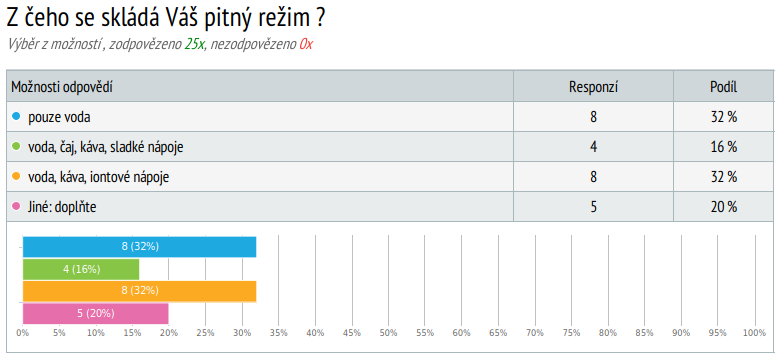 Z čeho se skládá Váš pitný režim ?
Výběr z možností , zodpovězeno 25x, nezodpovězeno 0x
Možnosti odpovědí Responzí Podíl
pouze voda 8 32 %
voda, čaj, káva, sladké nápoje 4 16 %
voda, káva, iontové nápoje 8 32 %
Jiné: doplňte 5 20 %
8 (32%)
4 (16%)
8 (32%)
5 (20%)
0% 5% 10% 15% 20% 25% 30% 35% 40% 45% 50% 55% 60% 65% 70% 75% 80% 85% 90% 95% 100%